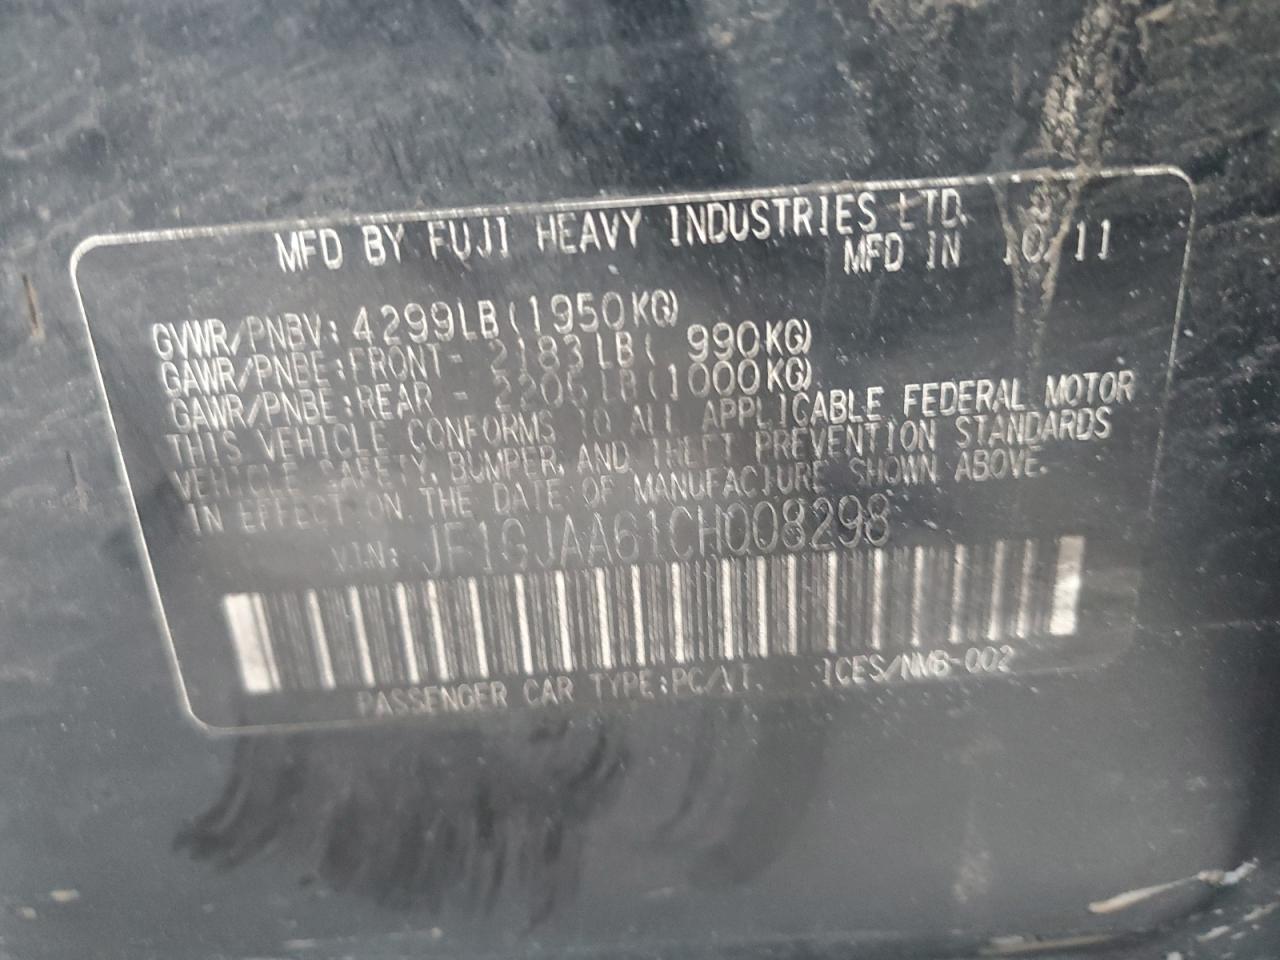 MFD BY FUJI HEAVY INDUSTRIES LTD.
MFD IN 10/11
GVWR/PNBV:4299LB(1950KG)
GAWR/PNBE:FRONT- 2183LB( 990KG)
GAWR/PNBE:REAR - 2205LB(1000KG)
THIS VEHICLE CONFORMS TO ALL APPLICABLE FEDERAL MOTOR
VEHICLE SAFETY, BUMPER, AND THEFT PREVENTION STANDARDS
IN EFFECT ON THE DATE OF MANUFACTURE SHOWN ABOVE.
VIN: JF1GJAA61CH008298
PASSENGER CAR TYPE:PC/VT. ICES/NMB-002